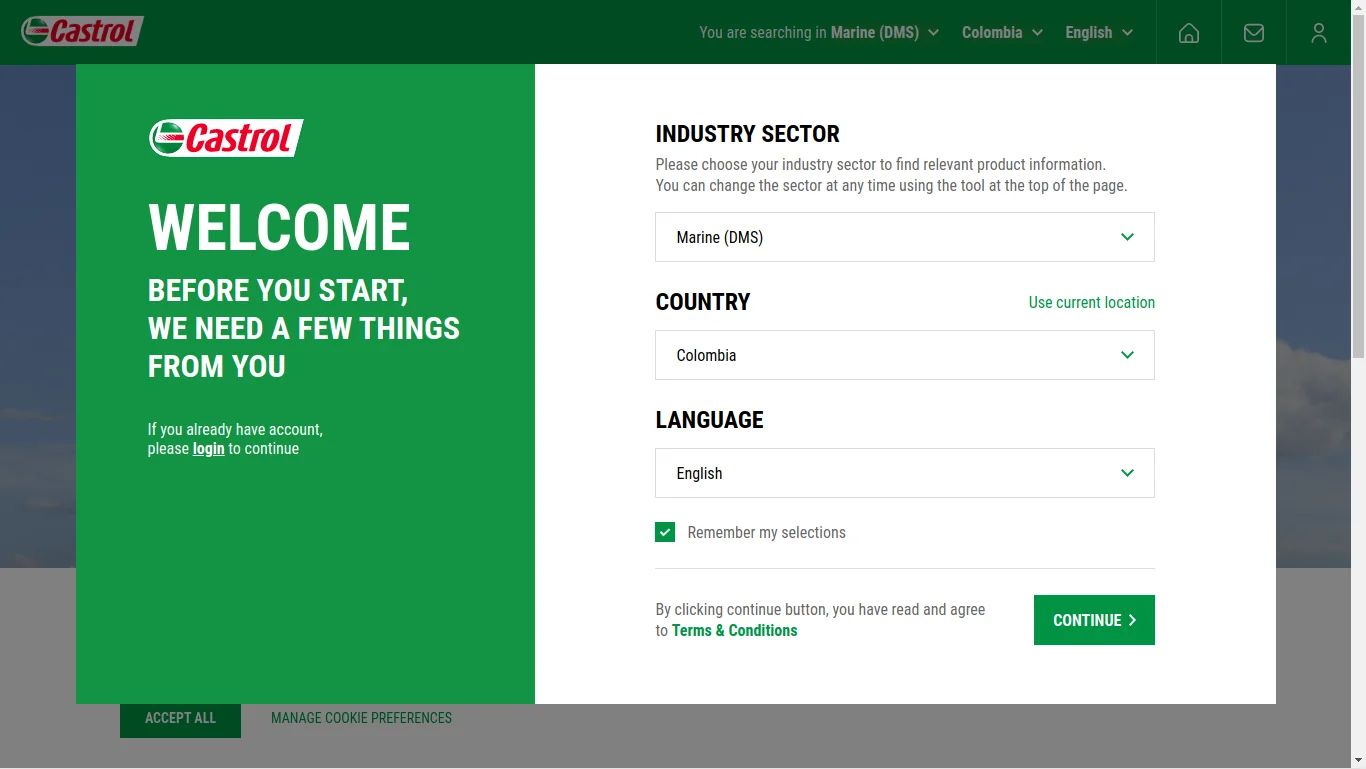 Castrol
You are searching in Marine (DMS)
Colombia
English
Castrol
WELCOME
BEFORE YOU START,
WE NEED A FEW THINGS
FROM YOU
If you already have account,
please login to continue
INDUSTRY SECTOR
Please choose your industry sector to find relevant product information.
You can change the sector at any time using the tool at the top of the page.
Marine (DMS)
COUNTRY
Use current location
Colombia
LANGUAGE
English
Remember my selections
By clicking continue button, you have read and agree
to Terms & Conditions
CONTINUE
ACCEPT ALL
MANAGE COOKIE PREFERENCES